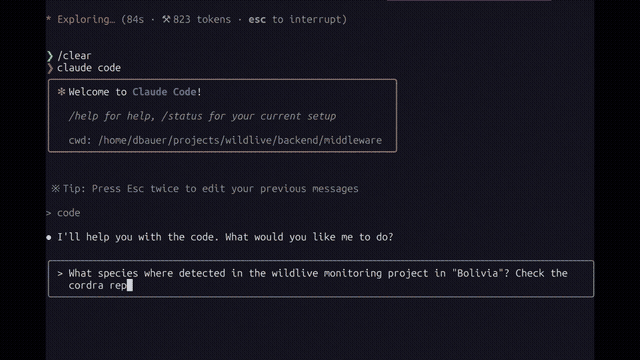 * Exploring… (84s · ⚒ 823 tokens · esc to interrupt)
❯ /clear
❯ claude code
✻ Welcome to Claude Code!
/help for help, /status for your current setup
cwd: /home/dbauer/projects/wildlive/backend/middleware
※ Tip: Press Esc twice to edit your previous messages
> code
● I'll help you with the code. What would you like me to do?
> What species where detected in the wildlive monitoring project in "Bolivia"? Check the
cordra rep